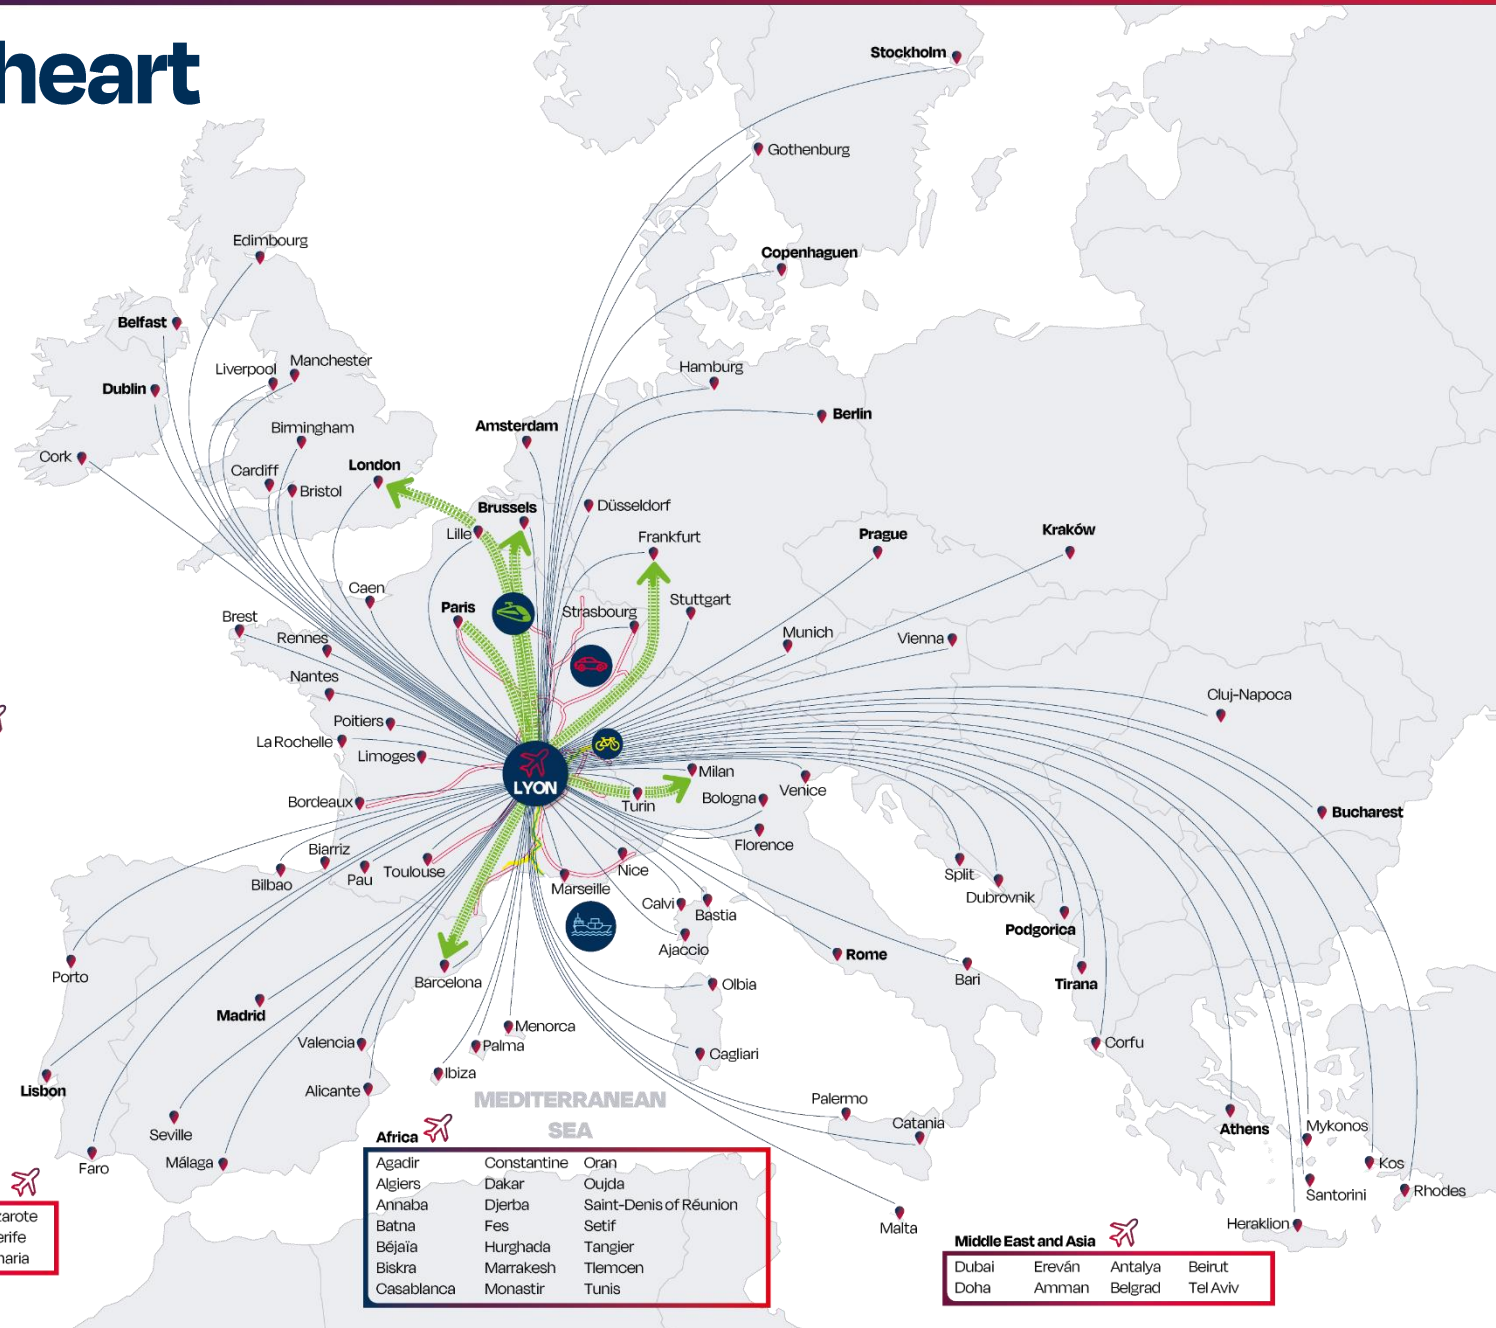 heart
Stockholm
Gothenburg
Edimbourg
Copenhaguen
Belfast
Manchester
Liverpool
Hamburg
Dublin
Berlin
Amsterdam
Birmingham
Cork
London
Cardiff
Bristol
Düsseldorf
Brussels
Lille
Frankfurt
Prague
Kraków
Caen
Paris
Strasbourg
Stuttgart
Brest
Rennes
Munich
Vienna
Nantes
Cluj-Napoca
Poitiers
La Rochelle
Limoges
LYON
Milan
Bordeaux
Turin
Bologna
Venice
Bucharest
Florence
Biarriz
Bilbao
Pau
Toulouse
Nice
Marseille
Split
Dubrovnik
Calvi
Bastia
Podgorica
Ajaccio
Rome
Porto
Barcelona
Olbia
Bari
Tirana
Madrid
Menorca
Valencia
Palma
Cagliari
Corfu
Ibiza
Lisbon
Alicante
MEDITERRANEAN
SEA
Palermo
Catania
Athens
Mykonos
Seville
Málaga
Faro
Kos
Santorini
Rhodes
Malta
Heraklion
Africa
Agadir Constantine Oran
Algiers Dakar Oujda
Annaba Djerba Saint-Denis of Réunion
Batna Fes Setif
Béjaïa Hurghada Tangier
Biskra Marrakesh Tlemcen
Casablanca Monastir Tunis
zarote
erife
naria
Middle East and Asia
Dubai Ereván Antalya Beirut
Doha Amman Belgrad Tel Aviv